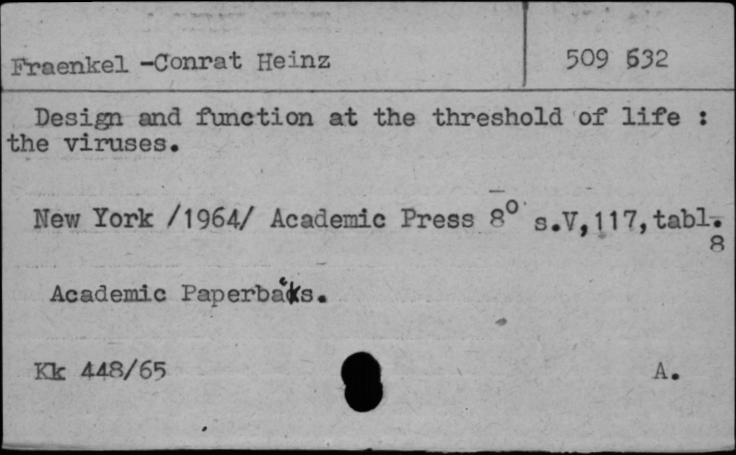 Fraenkel -Conrat Heinz
509 532
Design and function at the threshold of life :
the viruses.
New York /1964/ Academic Press 8° s.V,117,tabl.
8
Academic Paperbacks.
Kk 448/65
A.